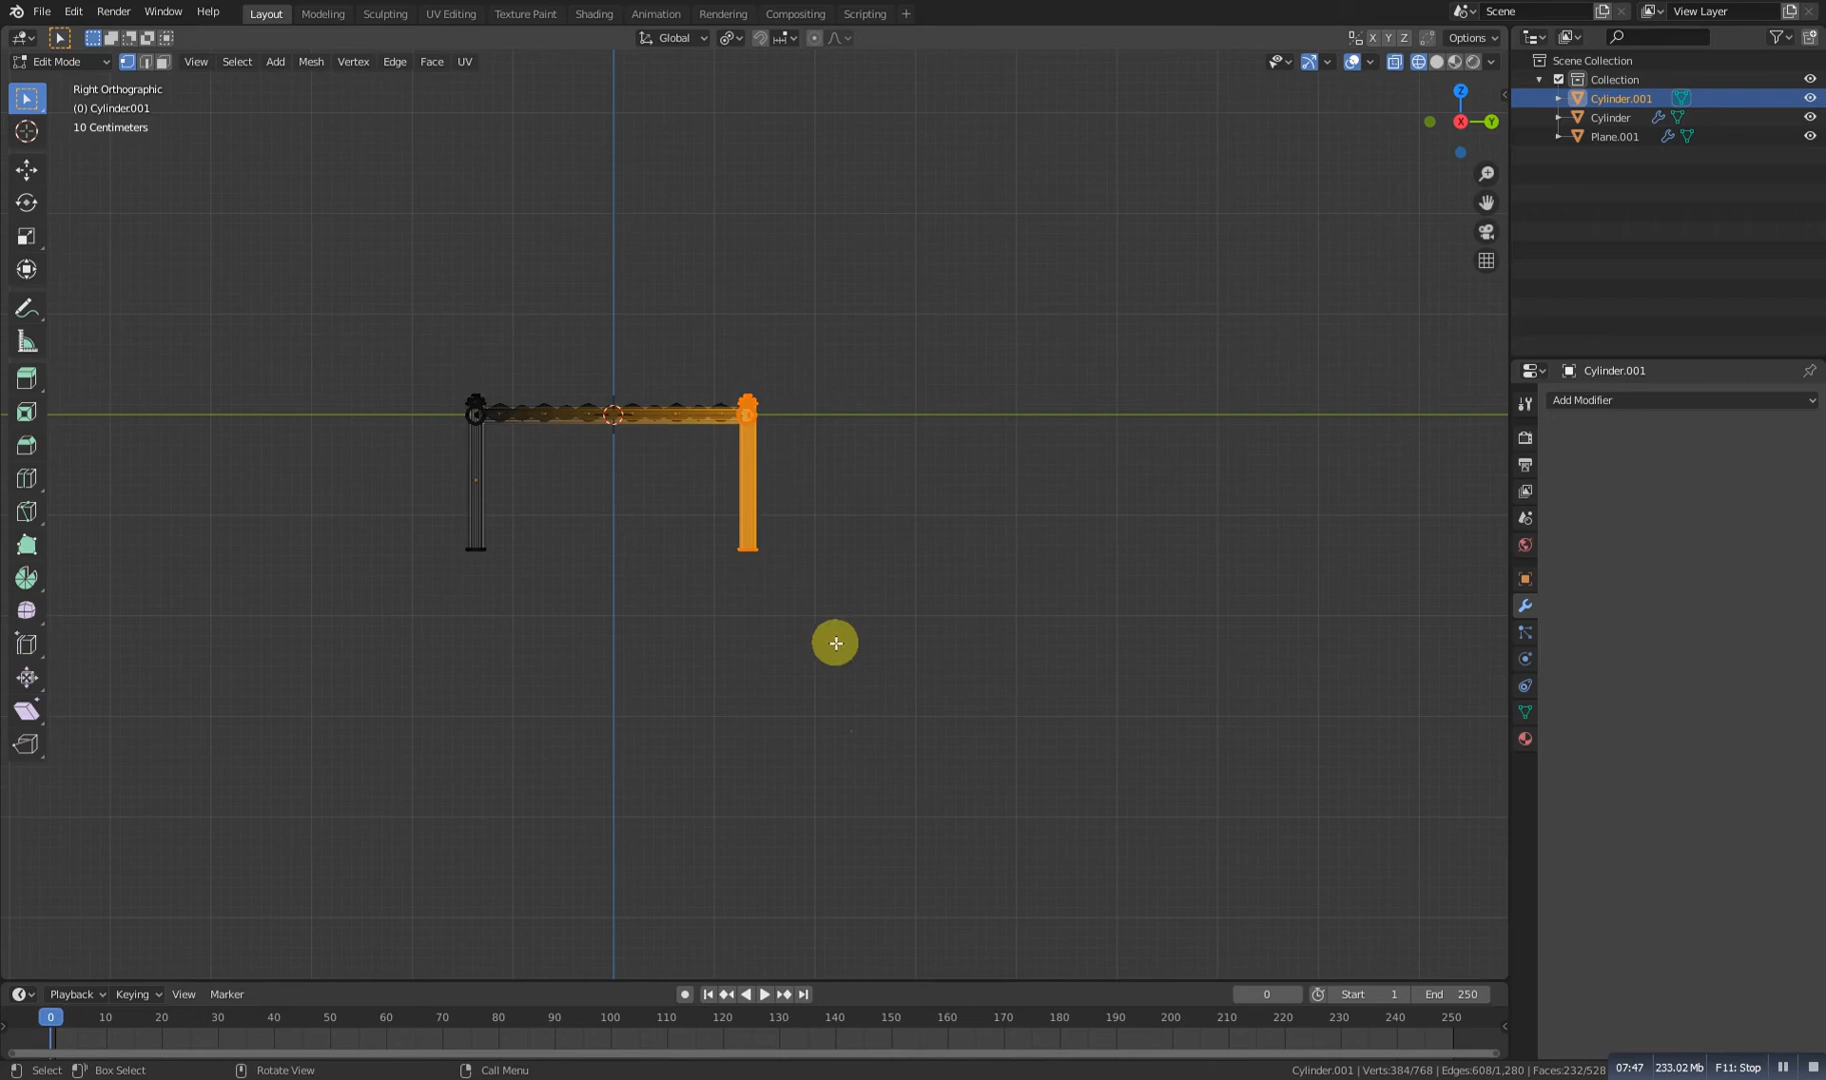 File Edit Render Window Help Layout Modeling Sculpting UV Editing Texture Paint Shading Animation Rendering Compositing Scripting + Scene View Layer
Global Options
Edit Mode View Select Add Mesh Vertex Edge Face UV
Right Orthographic
(0) Cylinder.001
10 Centimeters
X Y Z
Z
X
Y
Scene Collection
Collection
Cylinder.001
Cylinder
Plane.001
Cylinder.001
Add Modifier
Playback Keying View Marker 0 Start 1 End 250
0 10 20 30 40 50 60 70 80 90 100 110 120 130 140 150 160 170 180 190 200 210 220 230 240 250
Select Box Select Rotate View Call Menu Cylinder.001 | Verts:384/768 | Edges:608/1,280 | Faces:232/528 07:47 233.02 Mb F11: Stop